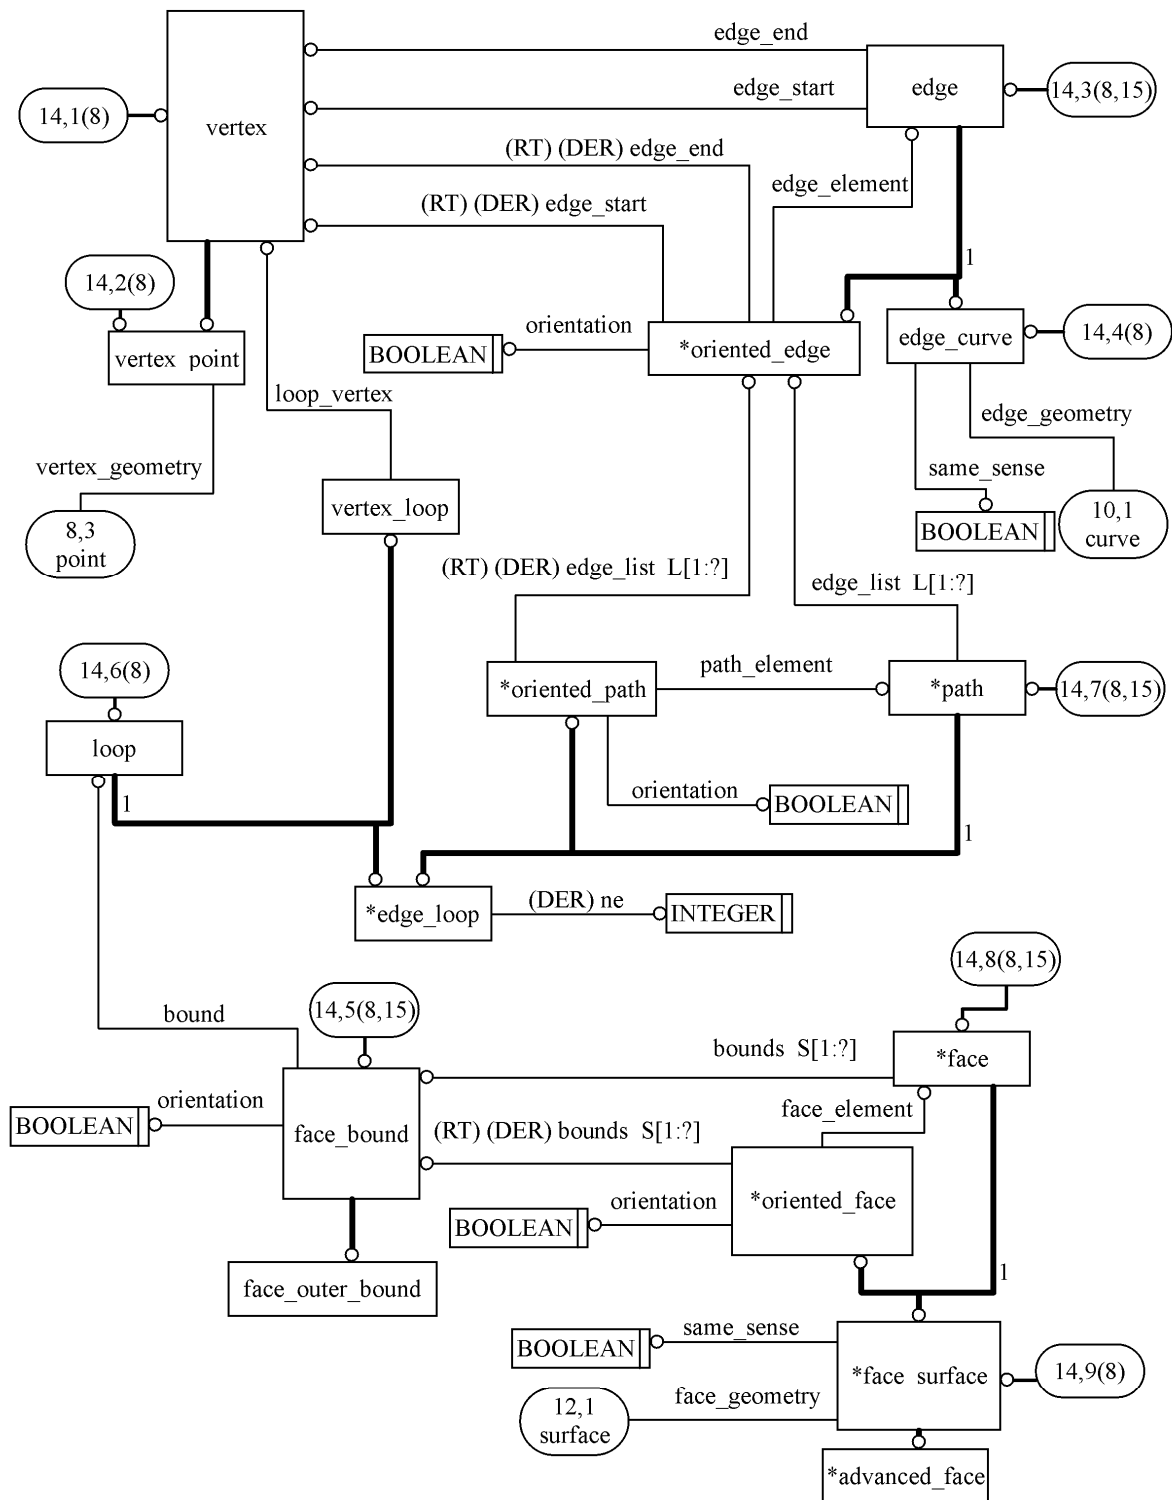 edge_end
14,3(8,15)
edge
edge_start
14,1(8)
vertex
(RT) (DER) edge_end
edge_element
(RT) (DER) edge_start
1
14,2(8)
orientation
BOOLEAN
*oriented_edge
edge_curve
14,4(8)
vertex point
loop_vertex
edge_geometry
vertex_geometry
same_sense
vertex_loop
8,3
point
BOOLEAN
10,1
curve
(RT) (DER) edge_list L[1:?]
edge_list L[1:?]
14,6(8)
path_element
*oriented_path
*path
14,7(8,15)
loop
orientation
BOOLEAN
1
1
*edge_loop
(DER) ne
INTEGER
14,8(8,15)
bound
14,5(8,15)
bounds S[1:?]
*face
orientation
BOOLEAN
face_bound
face_element
(RT) (DER) bounds S[1:?]
*oriented_face
orientation
BOOLEAN
face_outer_bound
1
same_sense
BOOLEAN
*face surface
14,9(8)
face_geometry
12,1
surface
*advanced_face